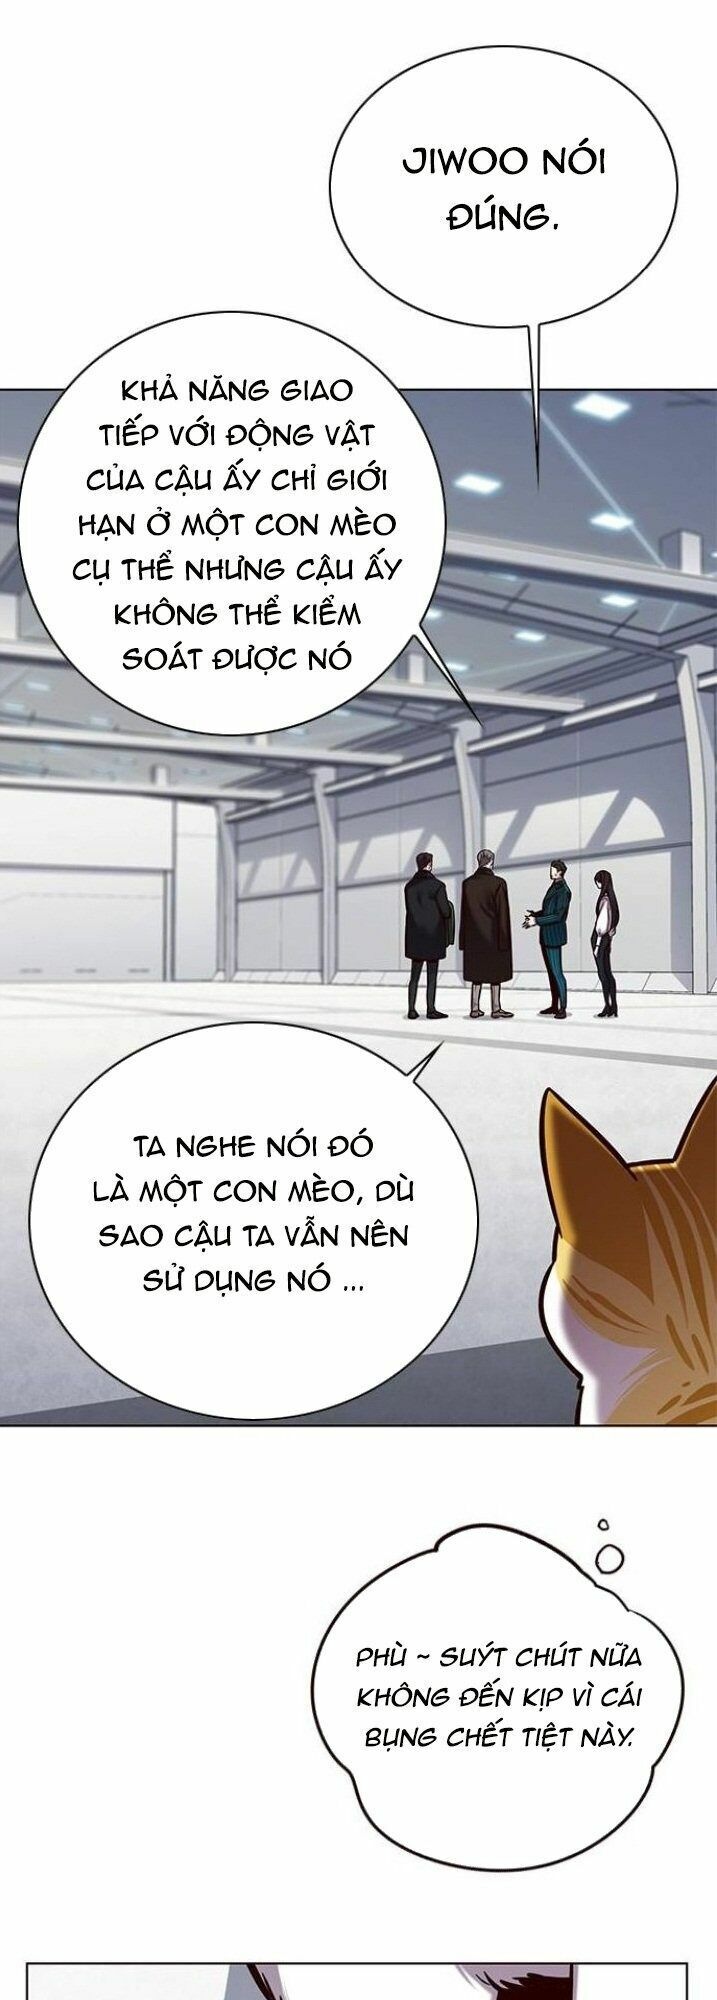 JIWOO NÓI
ĐÚNG.
KHẢ NĂNG GIAO
TIẾP VỚI ĐỘNG VẬT
CỦA CẬU ẤY CHỈ GIỚI
HẠN Ở MỘT CON MÈO
CỤ THỂ NHƯNG CẬU ẤY
KHÔNG THỂ KIỂM
SOÁT ĐƯỢC NÓ
TA NGHE NÓI ĐÓ
LÀ MỘT CON MÈO, DÙ
SAO CẬU TA VẪN NÊN
SỬ DỤNG NÓ ...
PHÙ ~ SUÝT CHÚT NỮA
KHÔNG ĐẾN KỊP VÌ CÁI
BỤNG CHẾT TIỆT NÀY.